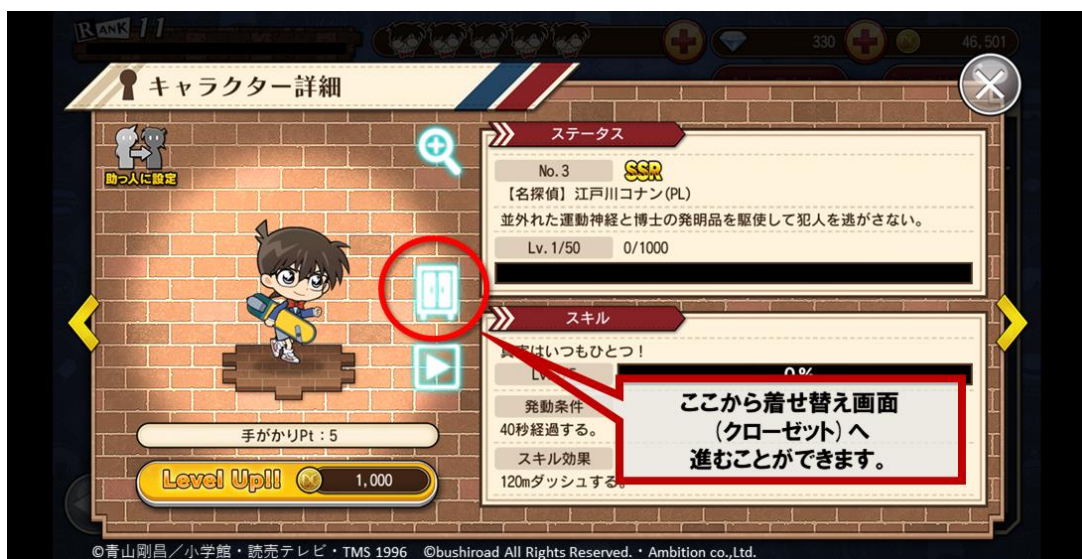 RANK 11
330
46,501
キャラクター詳細
助っ人に設定
ステータス
No.3 SSR
【名探偵】江戸川コナン(PL)
並外れた運動神経と博士の発明品を駆使して犯人を逃がさない。
Lv.1/50 0/1000
スキル
真実はいつもひとつ！
0%
発動条件
40秒経過する。
スキル効果
120mダッシュする。
ここから着せ替え画面
（クローゼット）へ
進むことができます。
手がかりPt：5
Level Up!! 1,000
©青山剛昌／小学館・読売テレビ・TMS 1996 ©bushiroad All Rights Reserved.・Ambition co.,Ltd.